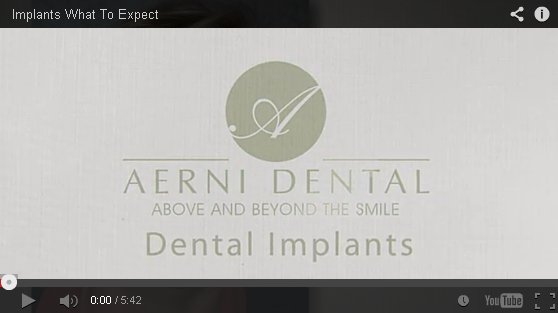 Implants What To Expect
A
AERNI DENTAL
ABOVE AND BEYOND THE SMILE
Dental Implants
0:00 / 5:42
YouTube